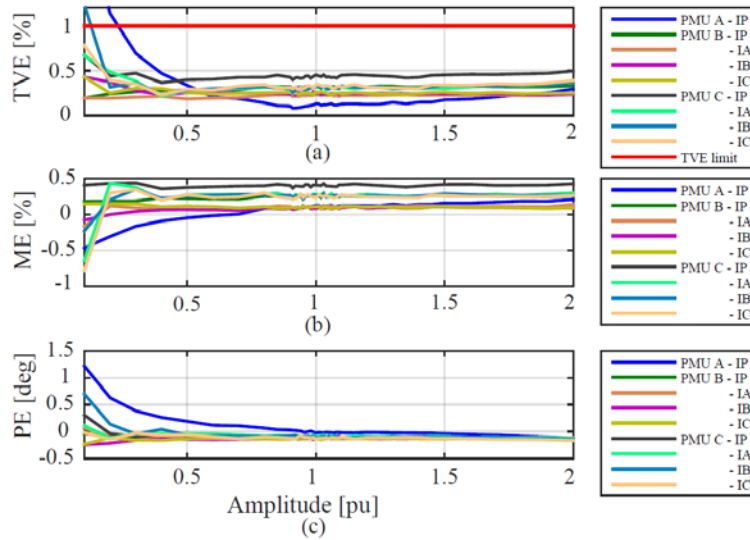 TVE [%]
1
0.5
0
0.5
1
1.5
2
(a)
PMU A - IP
PMU B - IP
- IA
- IB
- IC
PMU C - IP
- IA
- IB
- IC
TVE limit
ME [%]
0.5
0
-0.5
-1
0.5
1
1.5
2
(b)
PMU A - IP
PMU B - IP
- IA
- IB
- IC
PMU C - IP
- IA
- IB
- IC
PE [deg]
1.5
1
0.5
0
-0.5
0.5
1
1.5
2
Amplitude [pu]
(c)
PMU A - IP
PMU B - IP
- IA
- IB
- IC
PMU C - IP
- IA
- IB
- IC